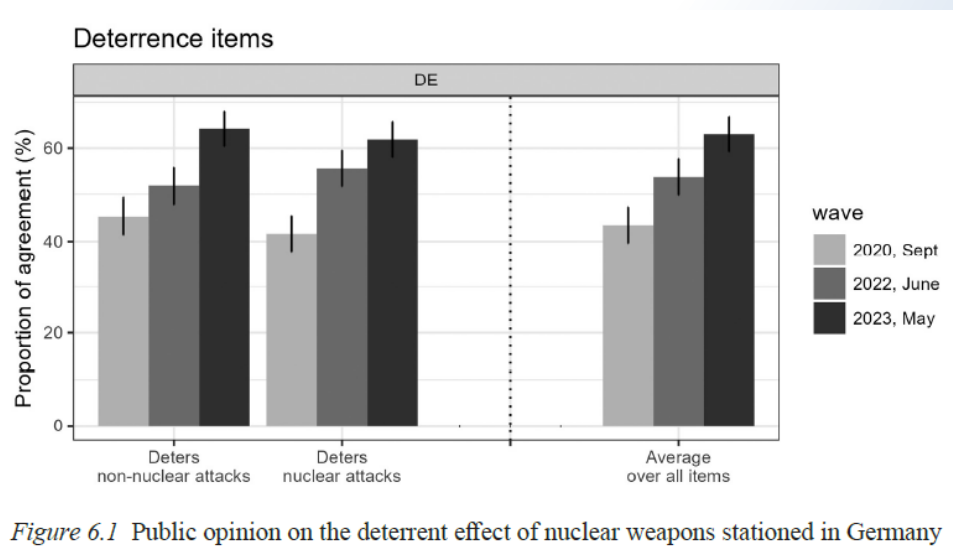 Deterrence items
DE
Proportion of agreement (%)
60
40
20
0
Deters
non-nuclear attacks
Deters
nuclear attacks
Average
over all items
wave
2020, Sept
2022, June
2023, May
Figure 6.1 Public opinion on the deterrent effect of nuclear weapons stationed in Germany